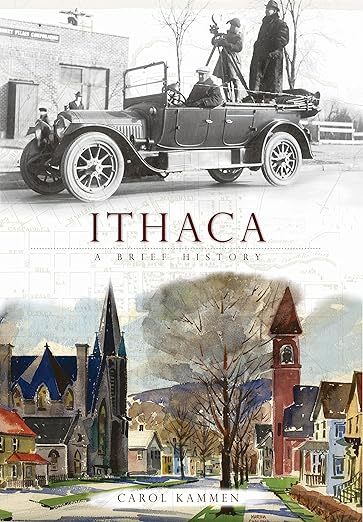 ITHACA
A BRIEF HISTORY
CAROL KAMMEN